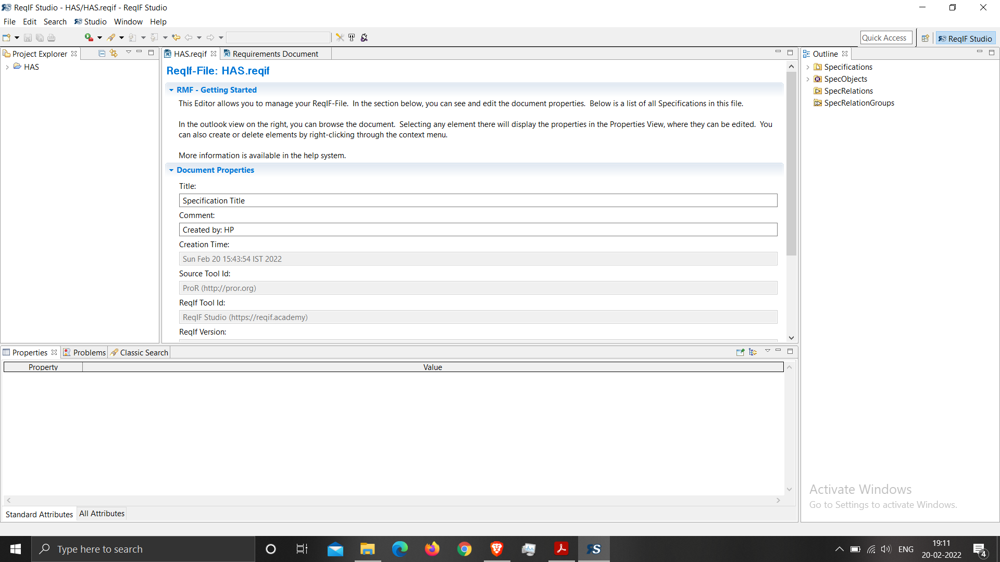 ReqIF Studio - HAS/HAS.reqif - ReqIF Studio
File Edit Search Studio Window Help
Quick Access
ReqIF Studio
Project Explorer
HAS
HAS.reqif
Requirements Document
ReqIf-File: HAS.reqif
RMF - Getting Started
This Editor allows you to manage your ReqIF-File.  In the section below, you can see and edit the document properties.  Below is a list of all Specifications in this file.
In the outlook view on the right, you can browse the document.  Selecting any element there will display the properties in the Properties View, where they can be edited.  You
can also create or delete elements by right-clicking through the context menu.
More information is available in the help system.
Document Properties
Title:
Specification Title
Comment:
Created by: HP
Creation Time:
Sun Feb 20 15:43:54 IST 2022
Source Tool Id:
ProR (http://pror.org)
ReqIf Tool Id:
ReqIF Studio (https://reqif.academy)
ReqIf Version:
Outline
Specifications
SpecObjects
SpecRelations
SpecRelationGroups
Properties
Problems
Classic Search
Property
Value
Standard Attributes
All Attributes
Activate Windows
Go to Settings to activate Windows.
Type here to search
ENG
19:11
20-02-2022
4